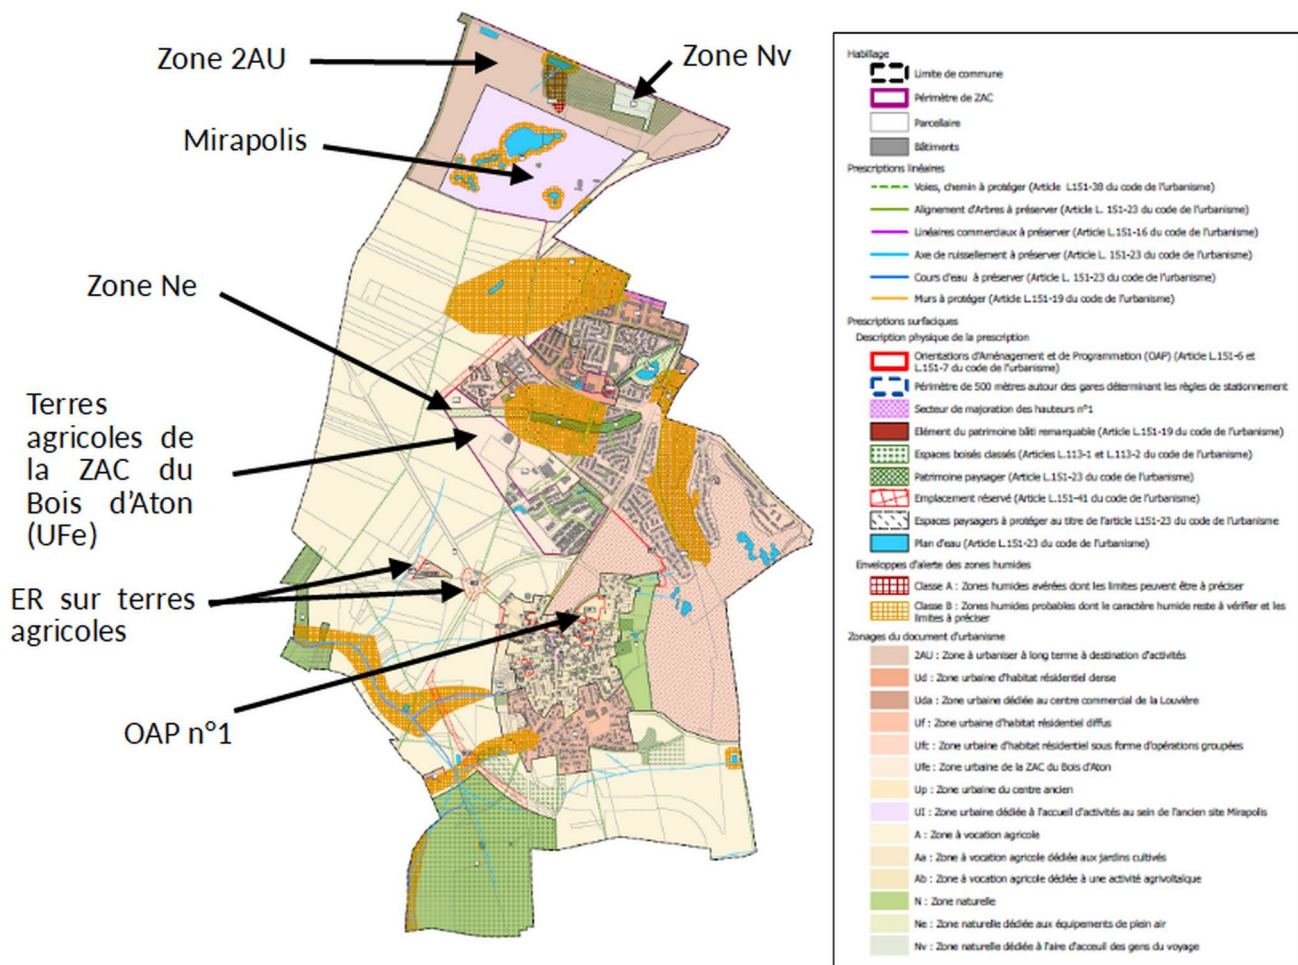 Zone 2AU
Zone Nv
Mirapolis
Zone Ne
Terres
agricoles de
la ZAC du
Bois d’Aton
(UFe)
ER sur terres
agricoles
OAP n°1
Habillage
Limite de commune
Périmètre de ZAC
Parcellaire
Bâtiments
Prescriptions linéaires
Voies, chemin à protéger (Article L151-38 du code de l'urbanisme)
Alignement d'Arbres à préserver (Article L. 151-23 du code de l'urbanisme)
Linéaires commerciaux à préserver (Article L.151-16 du code de l'urbanisme)
Axe de ruissellement à préserver (Article L. 151-23 du code de l'urbanisme)
Cours d'eau à préserver (Article L. 151-23 du code de l'urbanisme)
Murs à protéger (Article L.151-19 du code de l'urbanisme)
Prescriptions surfaciques
Description physique de la prescription
Orientations d'Aménagement et de Programmation (OAP) (Article L.151-6 et
L.151-7 du code de l'urbanisme)
Périmètre de 500 mètres autour des gares déterminant les règles de stationnement
Secteur de majoration des hauteurs n°1
Elément du patrimoine bâti remarquable (Article L.151-19 du code de l'urbanisme)
Espaces boisés classés (Articles L.113-1 et L.113-2 du code de l'urbanisme)
Patrimoine paysager (Article L.151-23 du code de l'urbanisme)
Emplacement réservé (Article L.151-41 du code de l'urbanisme)
Espaces paysagers à protéger au titre de l'article L151-23 du code de l'urbanisme
Plan d'eau (Article L.151-23 du code de l'urbanisme)
Enveloppes d'alerte des zones humides
Classe A : Zones humides avérées dont les limites peuvent être à préciser
Classe B : Zones humides probables dont le caractère humide reste à vérifier et les
limites à préciser
Zonages du document d'urbanisme
2AU : Zone à urbaniser à long terme à destination d'activités
Ud : Zone urbaine d'habitat résidentiel dense
Uda : Zone urbaine dédiée au centre commercial de la Louvière
Uf : Zone urbaine d'habitat résidentiel diffus
Ufc : Zone urbaine d'habitat résidentiel sous forme d'opérations groupées
Ufe : Zone urbaine de la ZAC du Bois d'Aton
Up : Zone urbaine du centre ancien
UI : Zone urbaine dédiée à l'accueil d'activités au sein de l'ancien site Mirapolis
A : Zone à vocation agricole
Aa : Zone à vocation agricole dédiée aux jardins cultivés
Ab : Zone à vocation agricole dédiée à une activité agrivoltaïque
N : Zone naturelle
Ne : Zone naturelle dédiée aux équipements de plein air
Nv : Zone naturelle dédiée à l'aire d'acceuil des gens du voyage